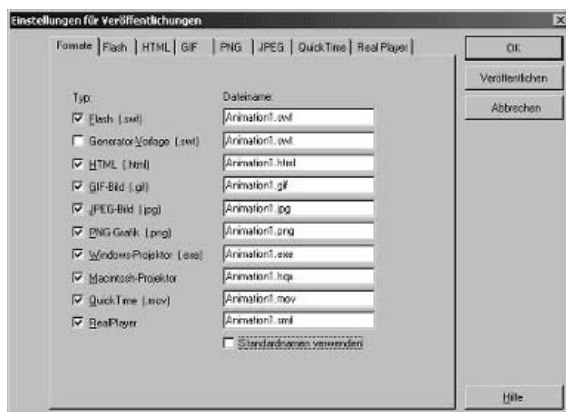 Einstellungen für Veröffentlichungen
Formate Flash HTML GIF PNG JPEG QuickTime Real Player
OK
Veröffentlichen
Abbrechen
Typ: Dateiname:
Flash (.swf) Animation1.swf
Generator-Vorlage (.swt) Animation1.swt
HTML (.html) Animation1.html
GIF-Bild (.gif) Animation1.gif
JPEG-Bild (.jpg) Animation1.jpg
PNG-Grafik (.png) Animation1.png
Windows-Projektor (.exe) Animation1.exe
Macintosh-Projektor Animation1.hqx
QuickTime (.mov) Animation1.mov
RealPlayer Animation1.smil
Standardnamen verwenden
Hilfe